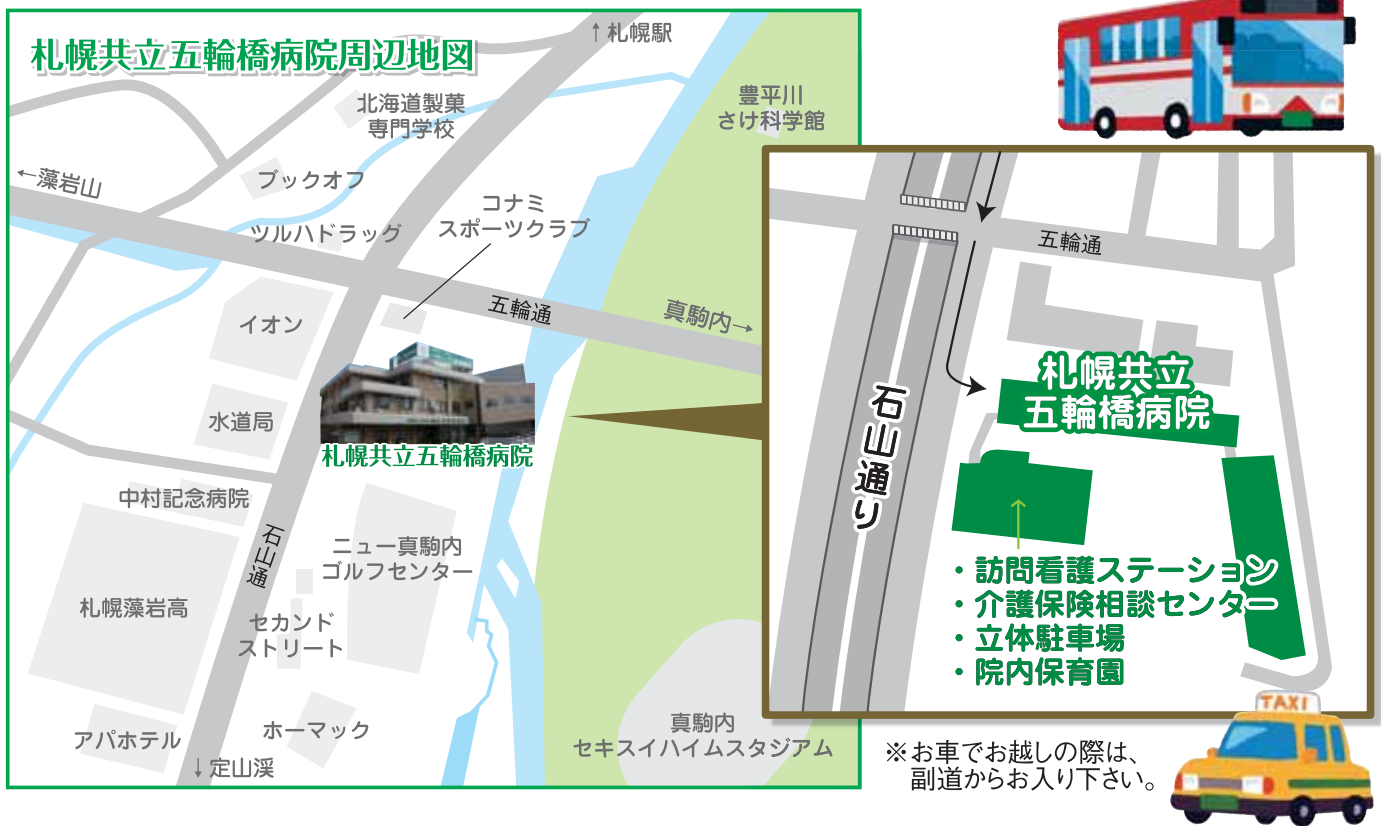 札幌共立五輪橋病院周辺地図
↑札幌駅
北海道製菓
専門学校
豊平川
さけ科学館
←藻岩山
ブックオフ
コナミ
スポーツクラブ
ツルハドラッグ
五輪通
真駒内→
イオン
水道局
札幌共立五輪橋病院
中村記念病院
石山通
ニュー真駒内
ゴルフセンター
札幌藻岩高
セカンド
ストリート
アパホテル
ホーマック
↓定山渓
真駒内
セキスイハイムスタジアム
五輪通
札幌共立
五輪橋病院
石山通り
・訪問看護ステーション
・介護保険相談センター
・立体駐車場
・院内保育園
TAXI
※お車でお越しの際は、
副道からお入り下さい。